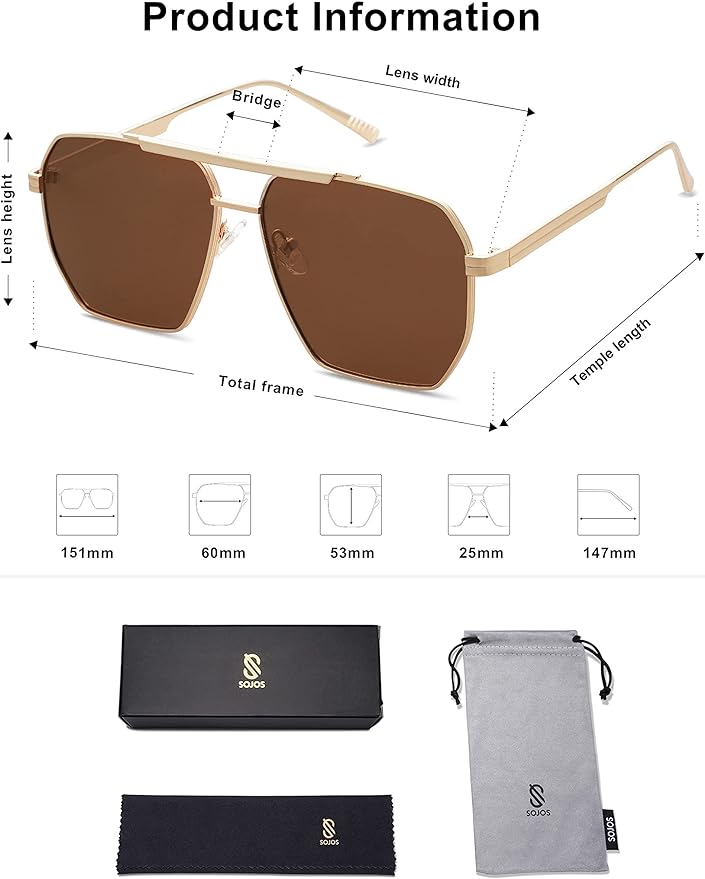 Product Information
Lens width
Bridge
Lens height
Temple length
Total frame
151mm
60mm
53mm
25mm
147mm
SOJOS
SOJOS
SOJOS
SOJOS